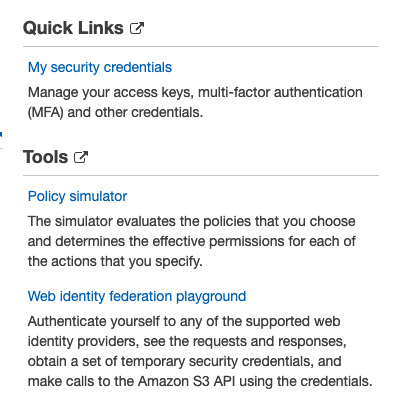 Quick Links
My security credentials
Manage your access keys, multi-factor authentication
(MFA) and other credentials.
Tools
Policy simulator
The simulator evaluates the policies that you choose
and determines the effective permissions for each of
the actions that you specify.
Web identity federation playground
Authenticate yourself to any of the supported web
identity providers, see the requests and responses,
obtain a set of temporary security credentials, and
make calls to the Amazon S3 API using the credentials.